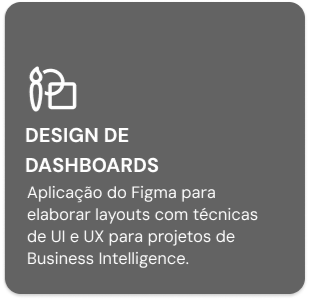 DESIGN DE
DASHBOARDS
Aplicação do Figma para
elaborar layouts com técnicas
de UI e UX para projetos de
Business Intelligence.